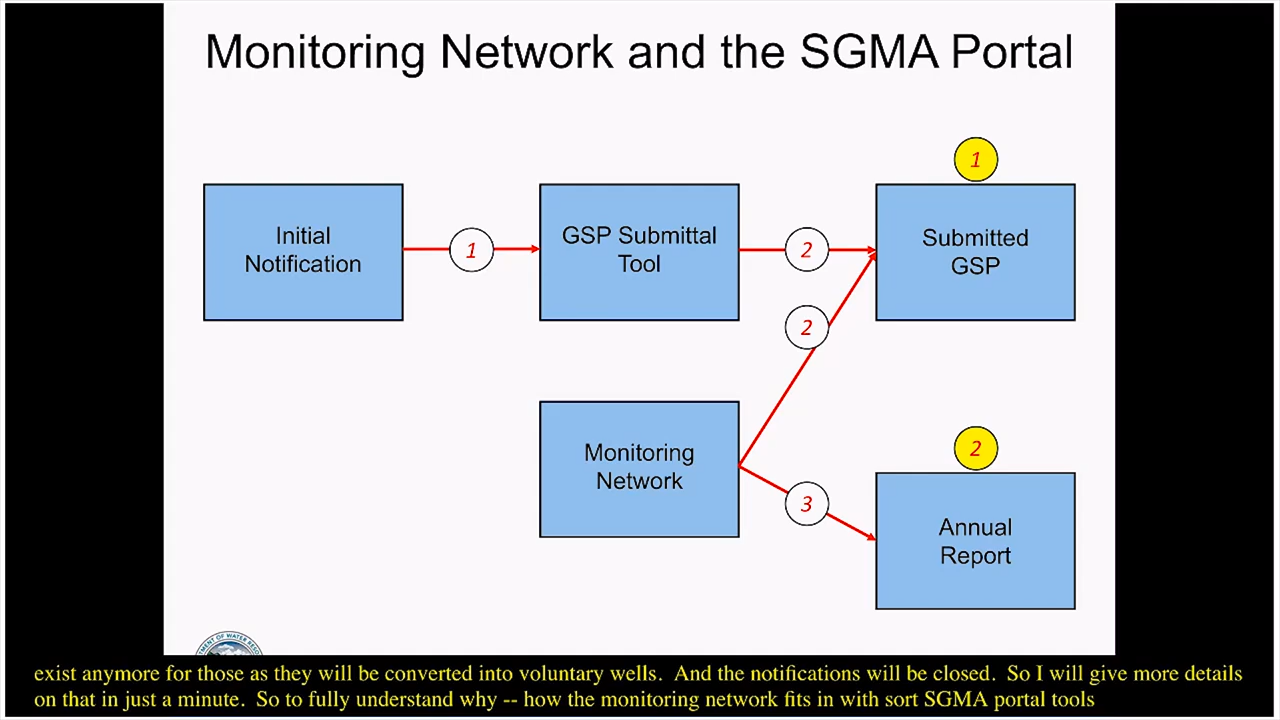 Monitoring Network and the SGMA Portal
1
Initial
Notification
1
GSP Submittal
Tool
2
Submitted
GSP
2
Monitoring
Network
3
2
Annual
Report
OF WATER
exist anymore for those as they will be converted into voluntary wells.  And the notifications will be closed.  So I will give more details
on that in just a minute.  So to fully understand why -- how the monitoring network fits in with sort SGMA portal tools